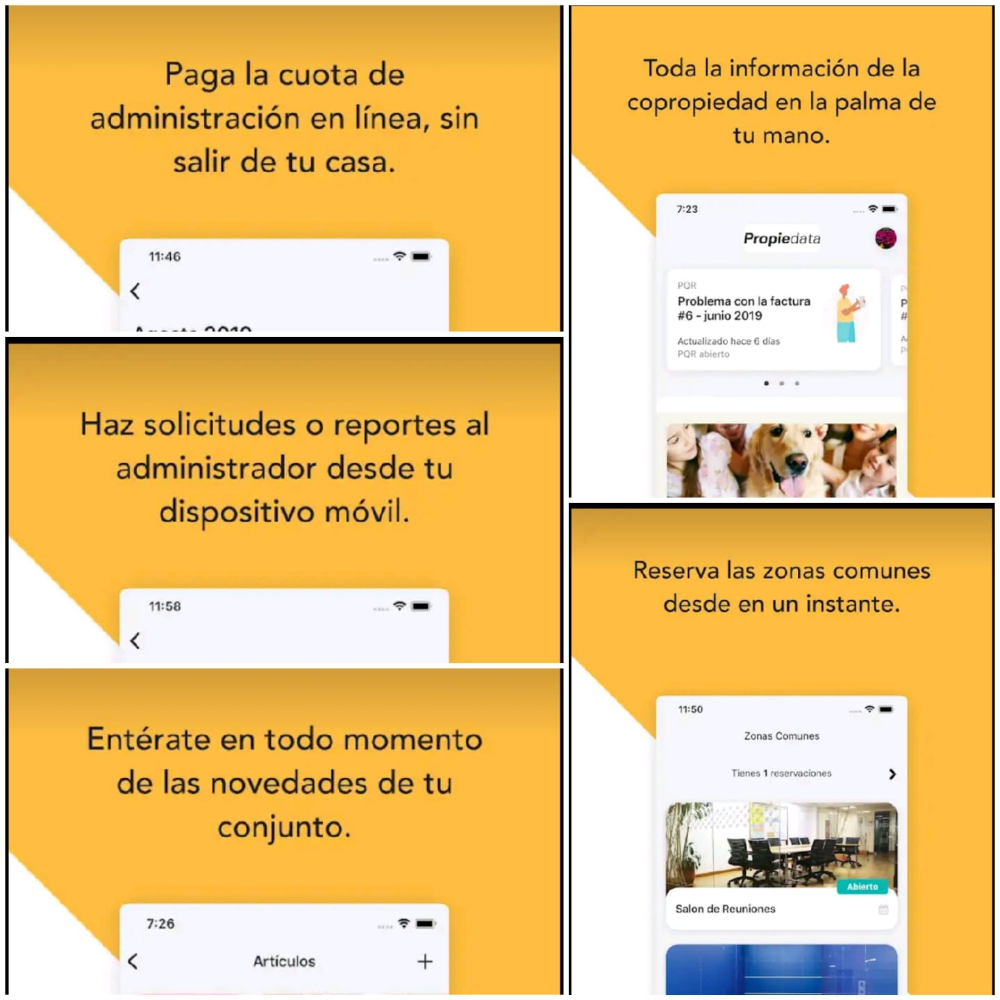 Paga la cuota de
administración en línea, sin
salir de tu casa.
11:46
Haz solicitudes o reportes al
administrador desde tu
dispositivo móvil.
11:58
Entérate en todo momento
de las novedades de tu
conjunto.
7:26
Artículos
Toda la información de la
copropiedad en la palma de
tu mano.
7:23
Propiedata
PQR
Problema con la factura
#6 - junio 2019
Actualizado hace 6 días
PQR abierto
Reserva las zonas comunes
desde en un instante.
11:50
Zonas Comunes
Tienes 1 reservaciones
Abierto
Salon de Reuniones